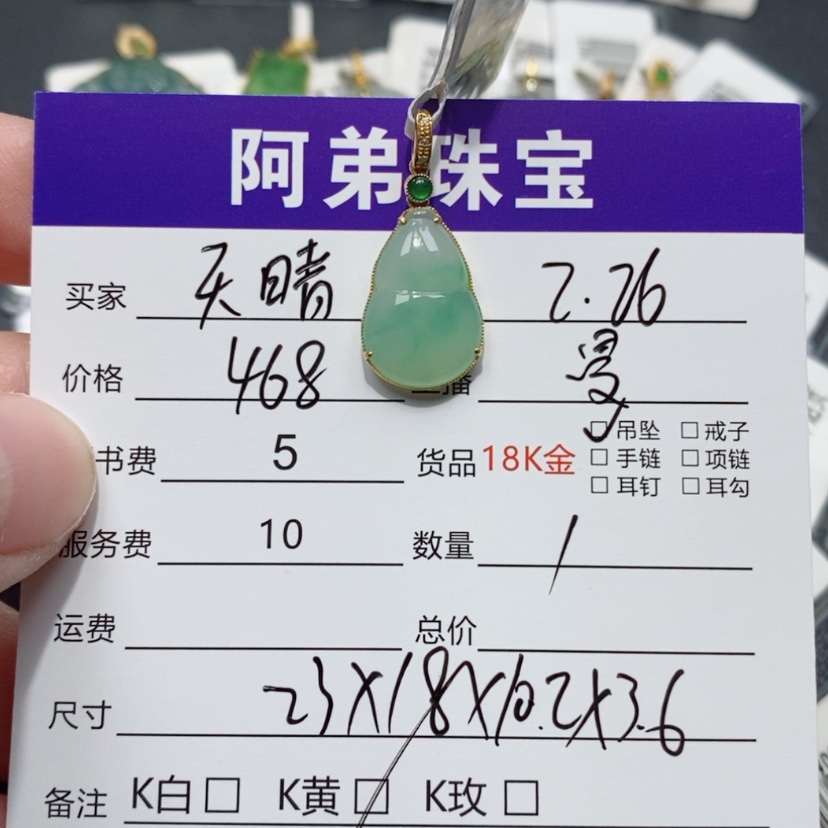 阿弟珠宝
买家 天晴 7.26
价格 468 播 曼
书费 5 货品 18K金 □ 吊坠 □ 戒子
□ 手链 □ 项链
□ 耳钉 □ 耳勾
服务费 10 数量 1
运费 总价
尺寸 23X18X10.2X3.6
备注 K白 □ K黄 □ K玫 □